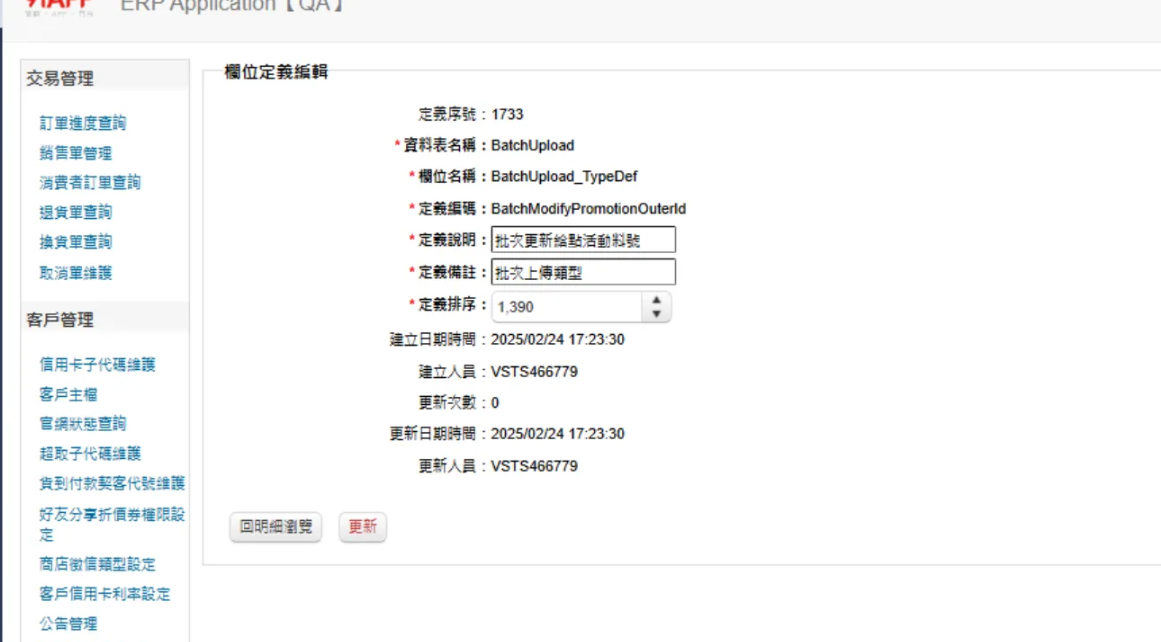 ERP Application【QA】
交易管理
訂單進度查詢
銷售單管理
消費者訂單查詢
退貨單查詢
換貨單查詢
取消單維護
客戶管理
信用卡子代碼維護
客戶主檔
官網狀態查詢
超取子代碼維護
貨到付款契客代號維護
好友分享折價券權限設
定
商店徵信類型設定
客戶信用卡利率設定
公告管理
欄位定義編輯
定義序號：1733
*資料表名稱：BatchUpload
*欄位名稱：BatchUpload_TypeDef
*定義編碼：BatchModifyPromotionOuterId
*定義說明：批次更新給點活動料號
*定義備註：批次上傳類型
*定義排序：1,390
建立日期時間：2025/02/24 17:23:30
建立人員：VSTS466779
更新次數：0
更新日期時間：2025/02/24 17:23:30
更新人員：VSTS466779
回明細瀏覽 更新